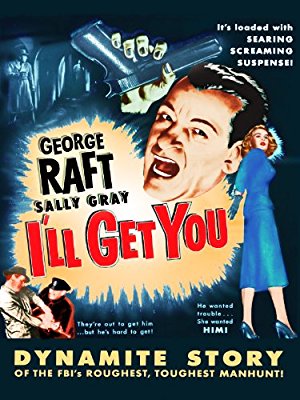 It's loaded with
SEARING
SCREAMING
SUSPENSE!
GEORGE
RAFT
SALLY GRAY
I'LL GET YOU
They're out to get him
...but he's hard to get!
He wanted
trouble...
She wanted
HIM!
DYNAMITE STORY
OF THE FBI's ROUGHEST, TOUGHEST MANHUNT!